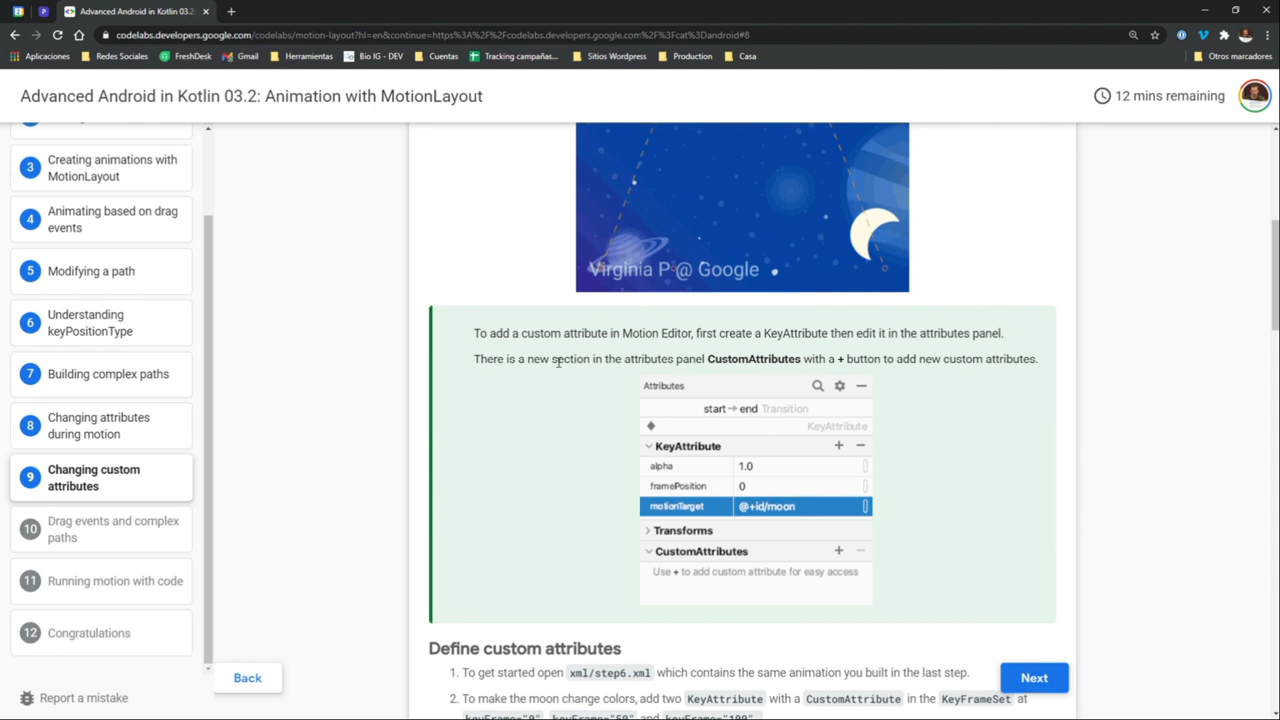 Advanced Android in Kotlin 03.2:
codelabs.developers.google.com/codelabs/motion-layout?hl=en&continue=https%3A%2F%2Fcodelabs.developers.google.com%2F%3Fcat%3Dandroid#8
Aplicaciones Redes Sociales FreshDesk Gmail Herramientas Bio IG - DEV Cuentas Tracking campañas... Sitios Wordpress Production Casa Otros marcadores
Advanced Android in Kotlin 03.2: Animation with MotionLayout
12 mins remaining
3 Creating animations with
MotionLayout
4 Animating based on drag
events
5 Modifying a path
6 Understanding
keyPositionType
7 Building complex paths
8 Changing attributes
during motion
9 Changing custom
attributes
10 Drag events and complex
paths
11 Running motion with code
12 Congratulations
Report a mistake
Virginia P @ Google
To add a custom attribute in Motion Editor, first create a KeyAttribute then edit it in the attributes panel.
There is a new section in the attributes panel CustomAttributes with a + button to add new custom attributes.
Attributes
start → end Transition
KeyAttribute
KeyAttribute + −
alpha 1.0
framePosition 0
motionTarget @+id/moon
Transforms
CustomAttributes + −
Use + to add custom attribute for easy access
Define custom attributes
1. To get started open xml/step6.xml which contains the same animation you built in the last step.
2. To make the moon change colors, add two KeyAttribute with a CustomAttribute in the KeyFrameSet at
keyFrame="0", keyFrame="50" and keyFrame="100".
Back
Next